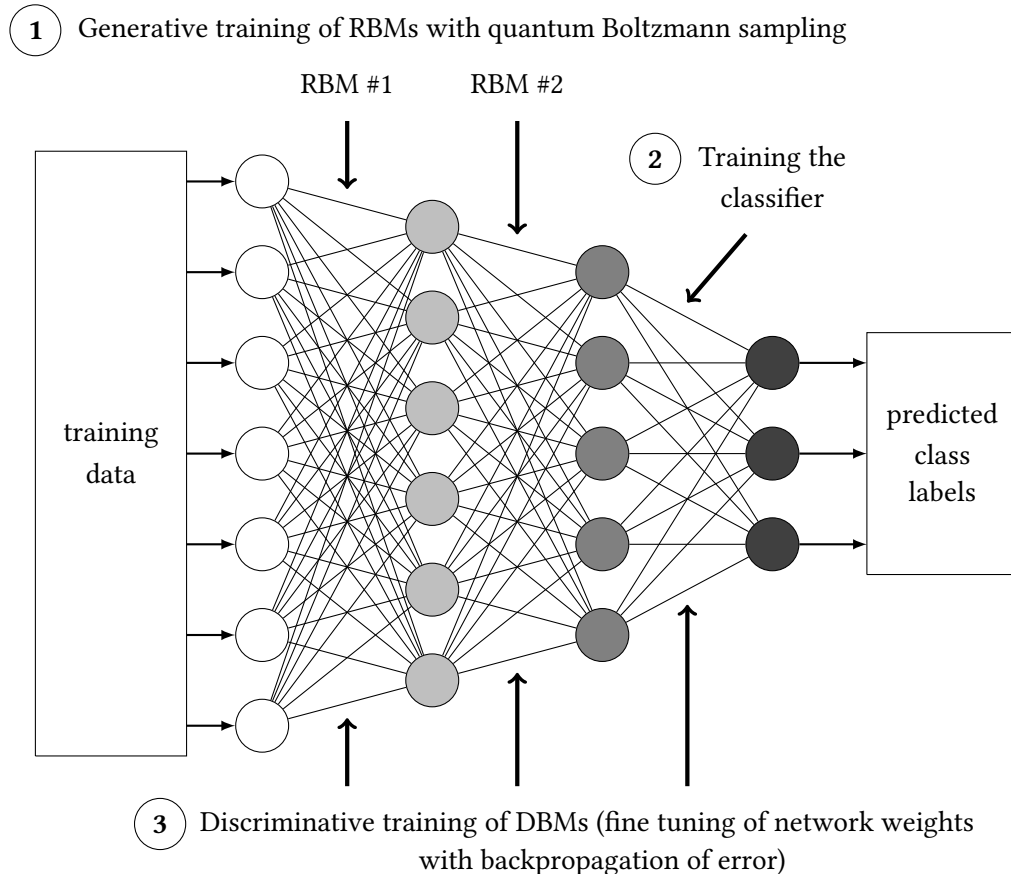 1 Generative training of RBMs with quantum Boltzmann sampling
RBM #1
RBM #2
2 Training the
classifier
training
data
predicted
class
labels
3 Discriminative training of DBMs (fine tuning of network weights
with backpropagation of error)